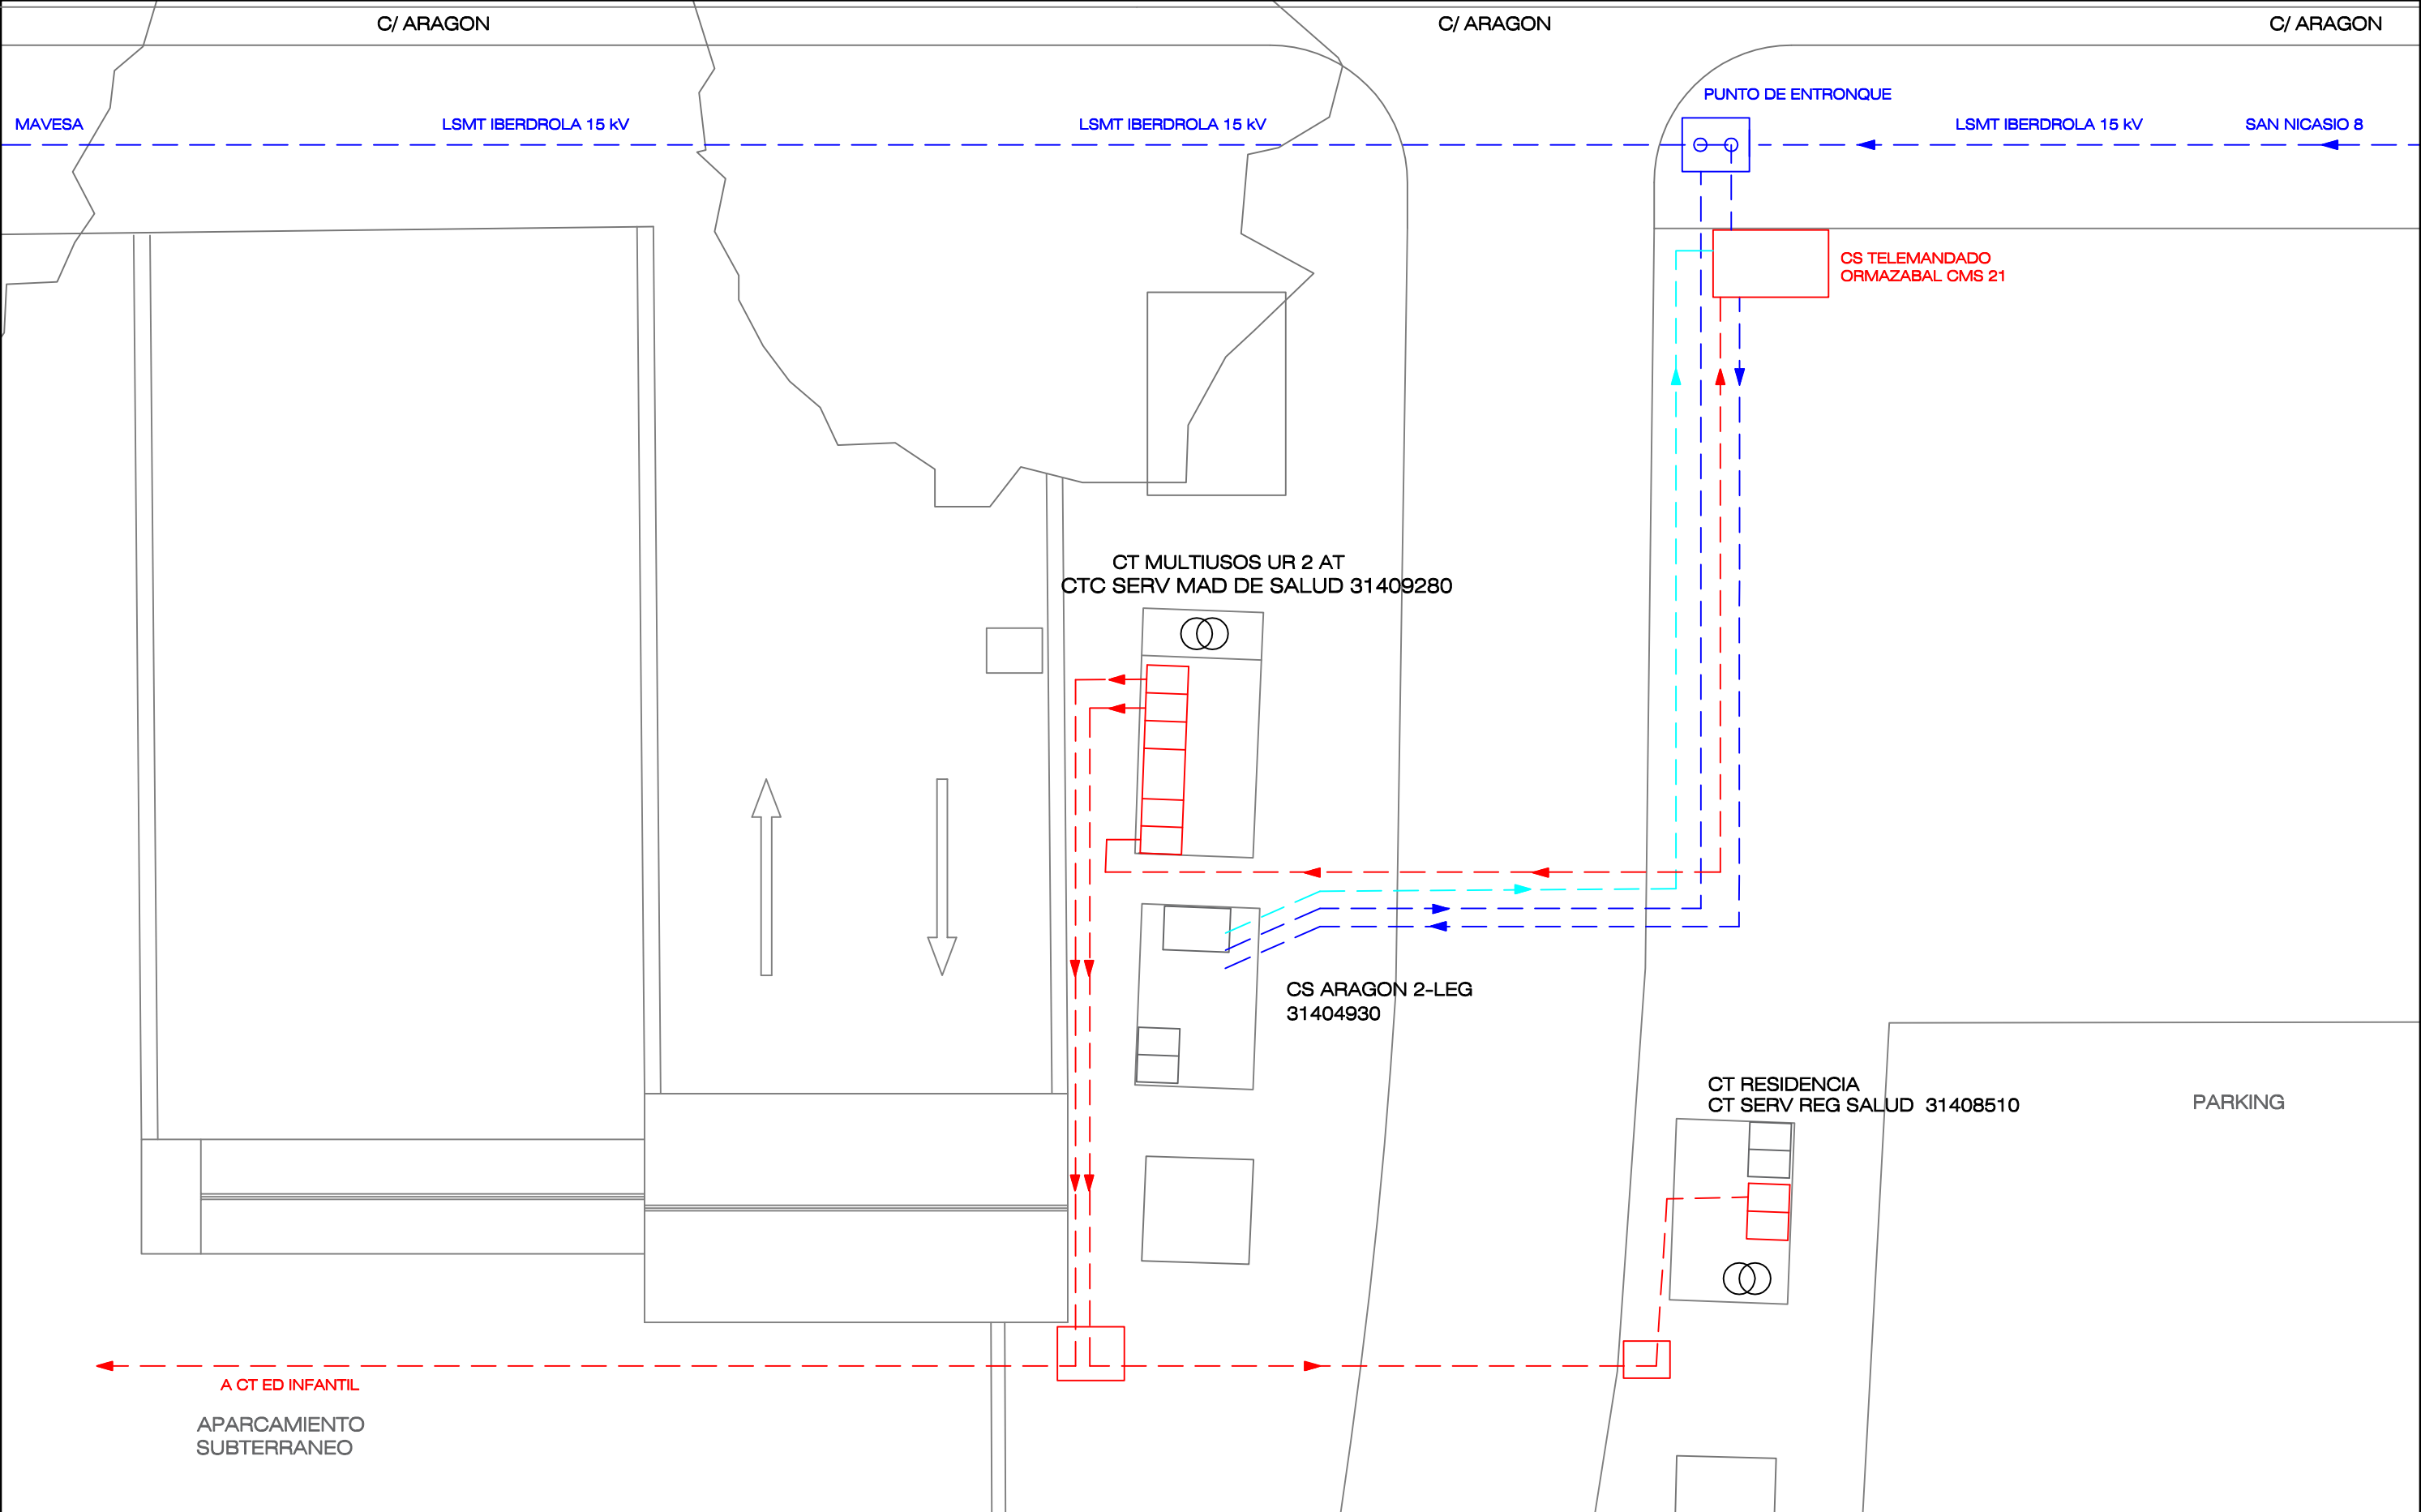 C/ ARAGON
C/ ARAGON
C/ ARAGON
PUNTO DE ENTRONQUE
MAVESA
LSMT IBERDROLA 15 kV
LSMT IBERDROLA 15 kV
LSMT IBERDROLA 15 kV
SAN NICASIO 8
CS TELEMANDADO
ORMAZABAL CMS 21
CT MULTIUSOS UR 2 AT
CTC SERV MAD DE SALUD 31409280
CS ARAGON 2-LEG
31404930
CT RESIDENCIA
CT SERV REG SALUD 31408510
PARKING
A CT ED INFANTIL
APARCAMIENTO
SUBTERRANEO